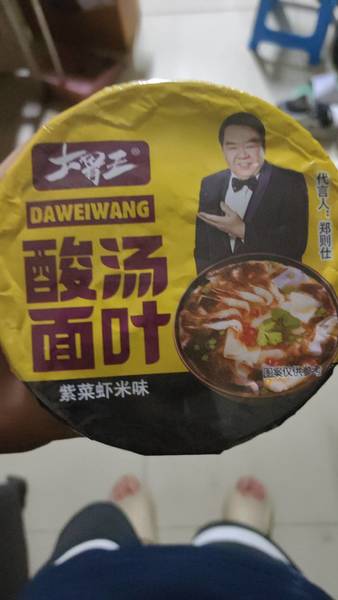 大胃王®
DAWEIWANG
酸汤
面叶
紫菜虾米味
代言人：郑则仕
图案仅供参考